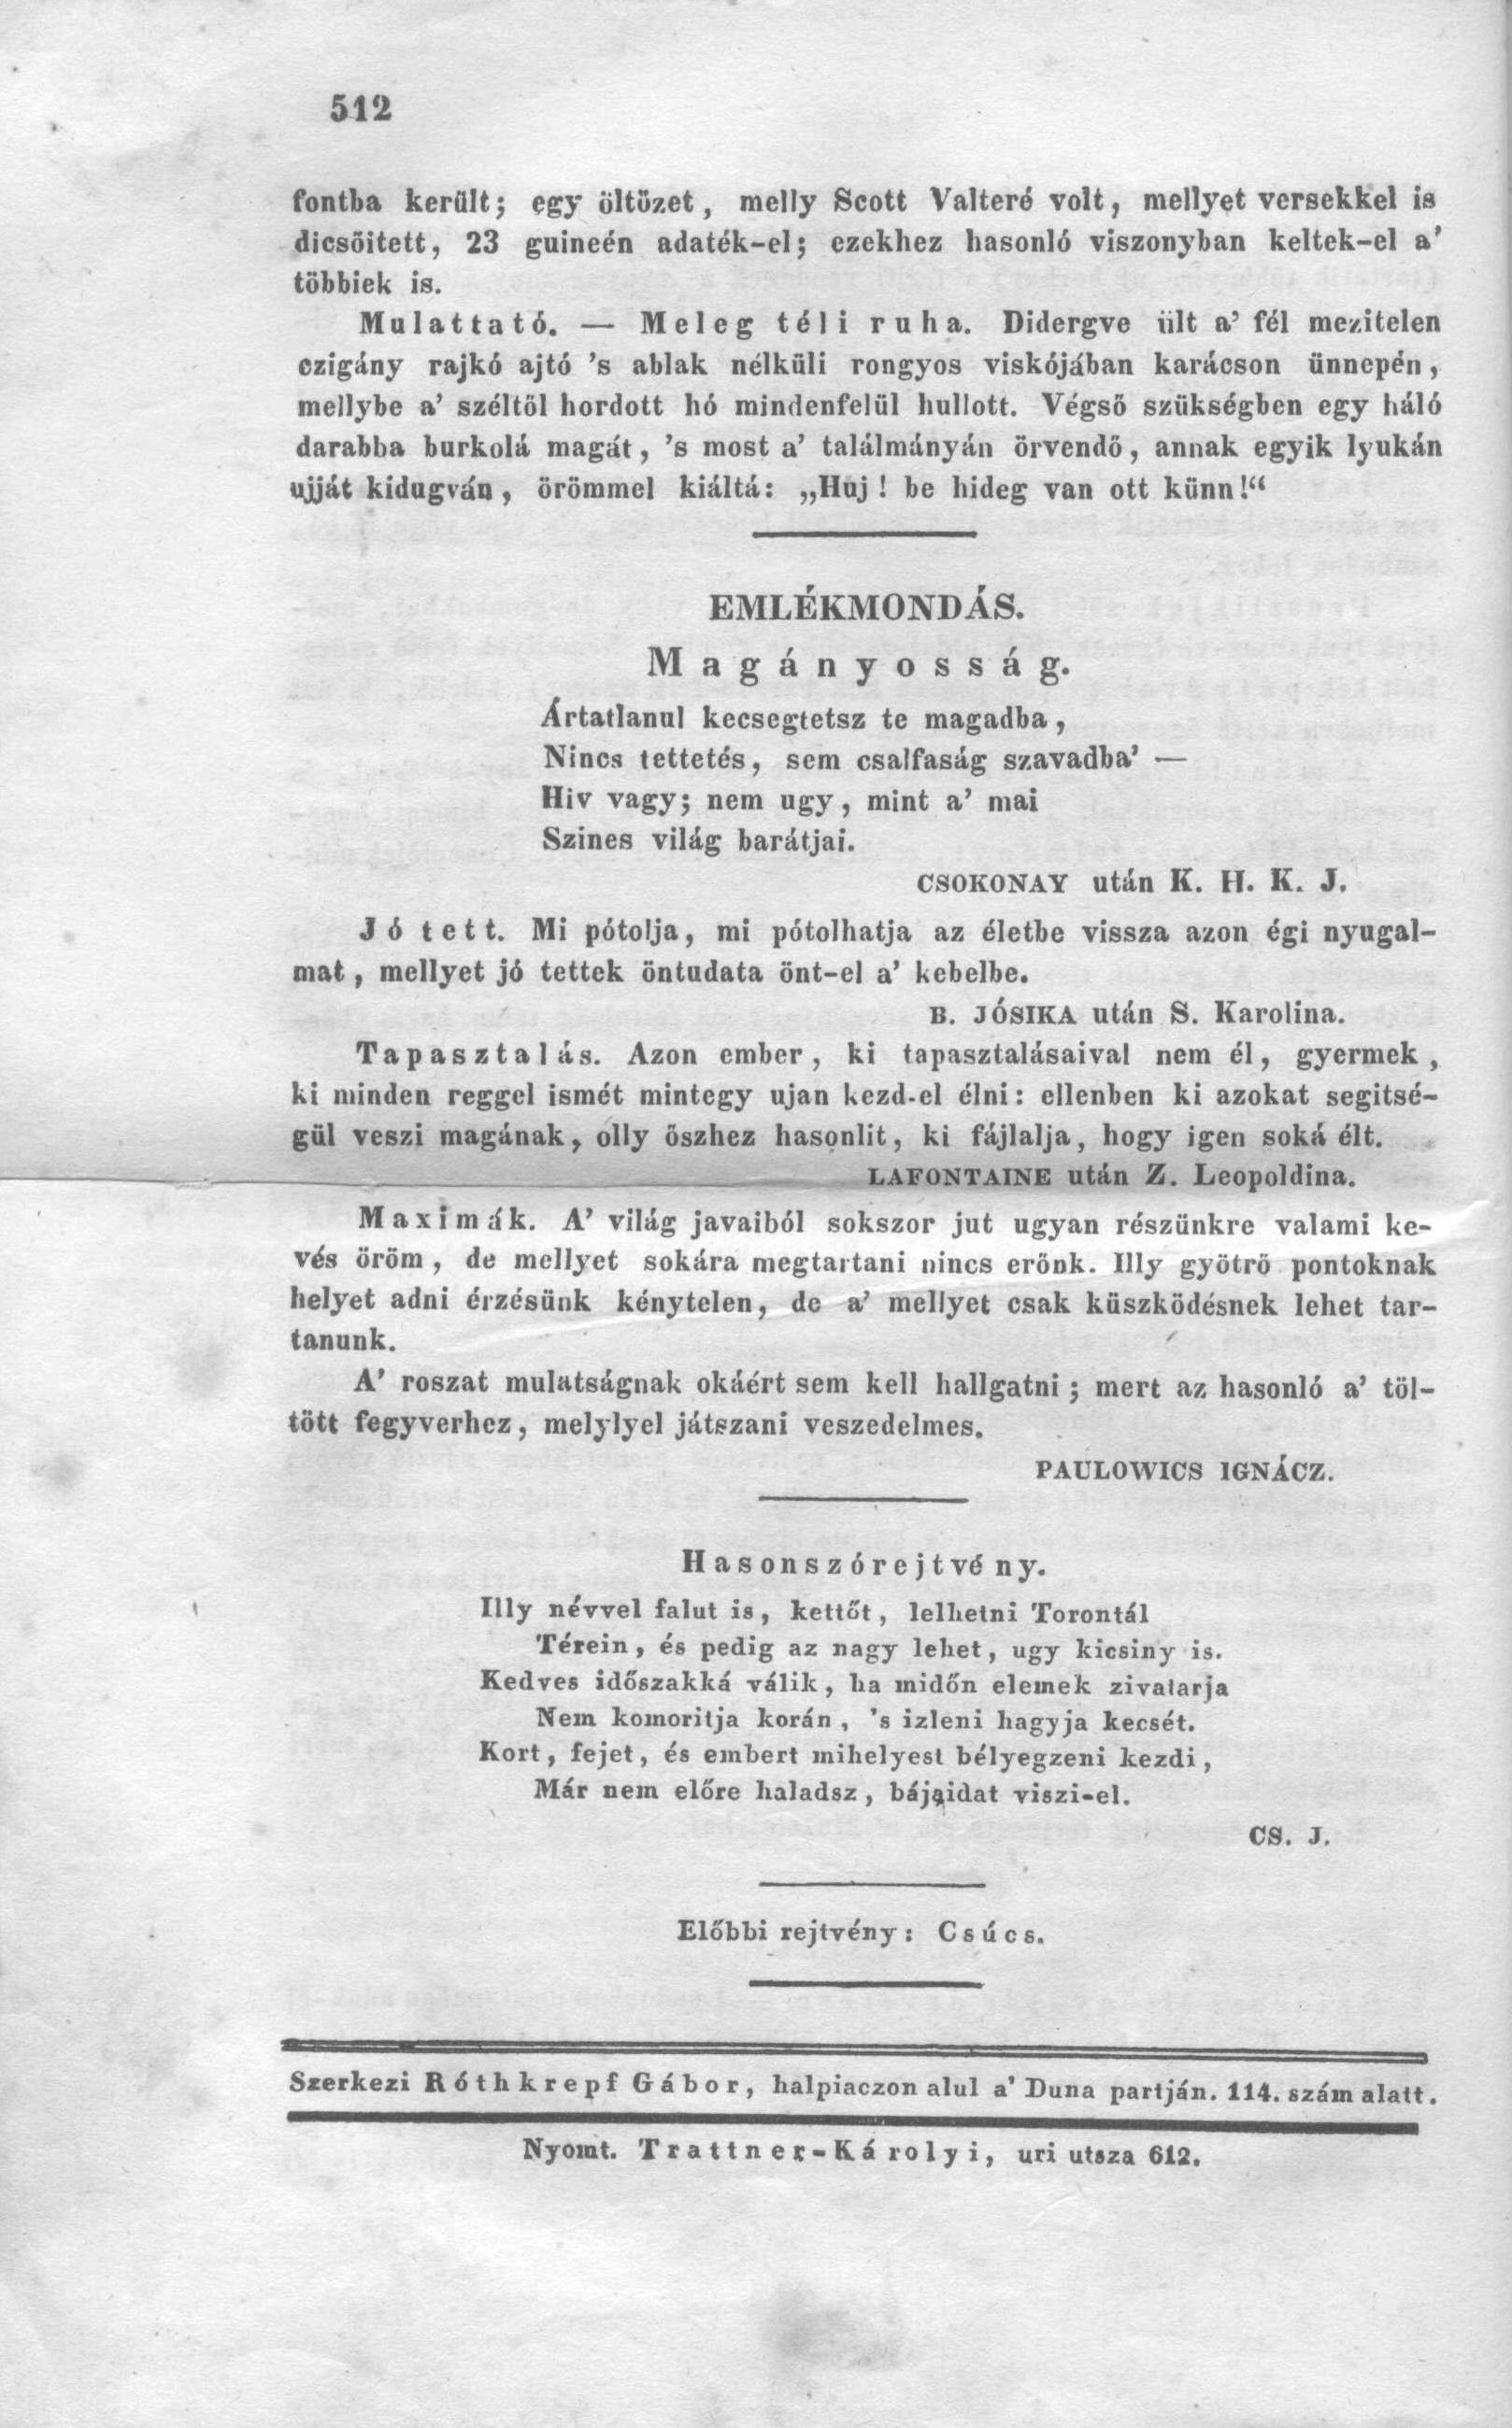 512
fontba került; egy öltözet, melly Scott Valteré volt, mellyet versekkel is
dicsőitett, 23 guineén adaték-el; ezekhez hasonló viszonyban keltek-el a'
többiek is.
Mulattató. — Meleg téli ruha. Didergve ült a' fél mezitelen
czigány rajkó ajtó 's ablak nélküli rongyos viskójában karácson ünnepén,
mellybe a' széltől hordott hó mindenfelül hullott. Végső szükségben egy háló
darabba burkolá magát, 's most a' találmányán örvendő, annak egyik lyukán
ujját kidugván, örömmel kiáltá: „Huj! be hideg van ott künn!“
EMLÉKMONDÁS.
Magányosság.
Ártatlanul kecsegtetsz te magadba,
Nincs tettetés, sem csalfaság szavadba' —
Hiv vagy; nem ugy, mint a' mai
Szines világ barátjai.
CSOKONAY után K. H. K. J.
Jó tett. Mi pótolja, mi pótolhatja az életbe vissza azon égi nyugal-
mat, mellyet jó tettek öntudata önt-el a' kebelbe.
B. JÓSIKA után S. Karolina.
Tapasztalás. Azon ember, ki tapasztalásaival nem él, gyermek,
ki minden reggel ismét mintegy ujan kezd-el élni: ellenben ki azokat segitsé-
gül veszi magának, olly őszhez hasonlit, ki fájlalja, hogy igen soká élt.
LAFONTAINE után Z. Leopoldina.
Maximák. A' világ javaiból sokszor jut ugyan részünkre valami ke-
vés öröm, de mellyet sokára megtartani nincs erőnk. Illy gyötrő pontoknak
helyet adni érzésünk kénytelen, de a' mellyet csak küszködésnek lehet tar-
tanunk.
A' roszat mulatságnak okáért sem kell hallgatni; mert az hasonló a' töl-
tött fegyverhez, melylyel játszani veszedelmes.
PAULOWICS IGNÁCZ.
Hasonszórejtvény.
Illy névvel falut is, kettőt, lelhetni Torontál
Térein, és pedig az nagy lehet, ugy kicsiny is.
Kedves időszakká válik, ha midőn elemek zivatarja
Nem komoritja korán, 's izleni hagyja kecsét.
Kort, fejet, és embert mihelyest bélyegzeni kezdi,
Már nem előre haladsz, bájaidat viszi-el.
CS. J.
Előbbi rejtvény: Csúcs.
Szerkezi Róthkrepf Gábor, halpiaczon alul a' Duna partján. 114. szám alatt.
Nyomt. Trattner-Károlyi, uri utsza 612.